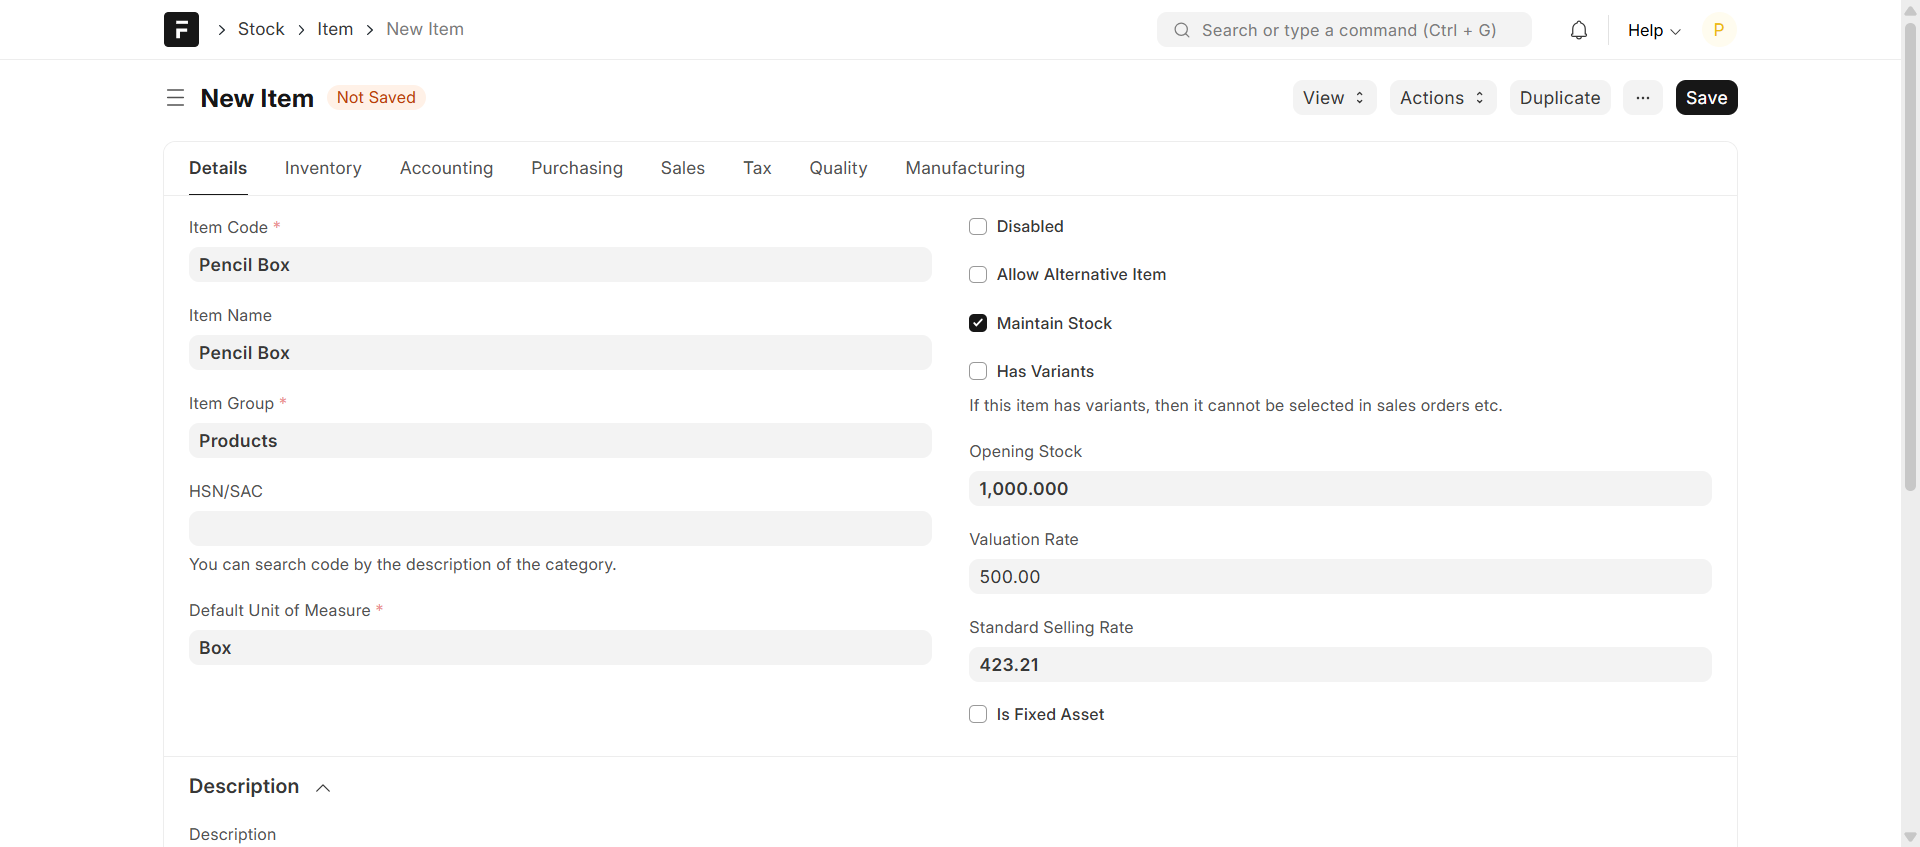 Stock > Item > New Item
Search or type a command (Ctrl + G)
Help
P
New Item
Not Saved
View
Actions
Duplicate
...
Save
Details
Inventory
Accounting
Purchasing
Sales
Tax
Quality
Manufacturing
Item Code *
Pencil Box
Item Name
Pencil Box
Item Group *
Products
HSN/SAC
You can search code by the description of the category.
Default Unit of Measure *
Box
Disabled
Allow Alternative Item
Maintain Stock
Has Variants
If this item has variants, then it cannot be selected in sales orders etc.
Opening Stock
1,000.000
Valuation Rate
500.00
Standard Selling Rate
423.21
Is Fixed Asset
Description
Description